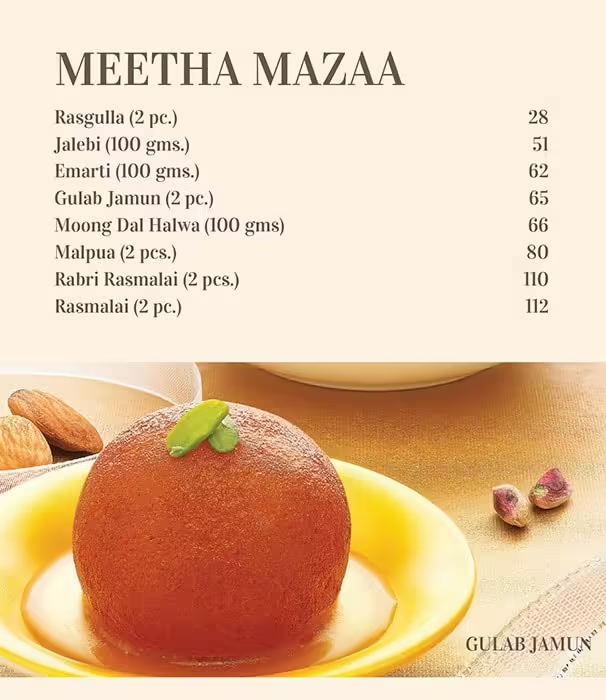 MEETHA MAZAA
Rasgulla (2 pc.) 28
Jalebi (100 gms.) 51
Emarti (100 gms.) 62
Gulab Jamun (2 pc.) 65
Moong Dal Halwa (100 gms) 66
Malpua (2 pcs.) 80
Rabri Rasmalai (2 pcs.) 110
Rasmalai (2 pc.) 112
GULAB JAMUN